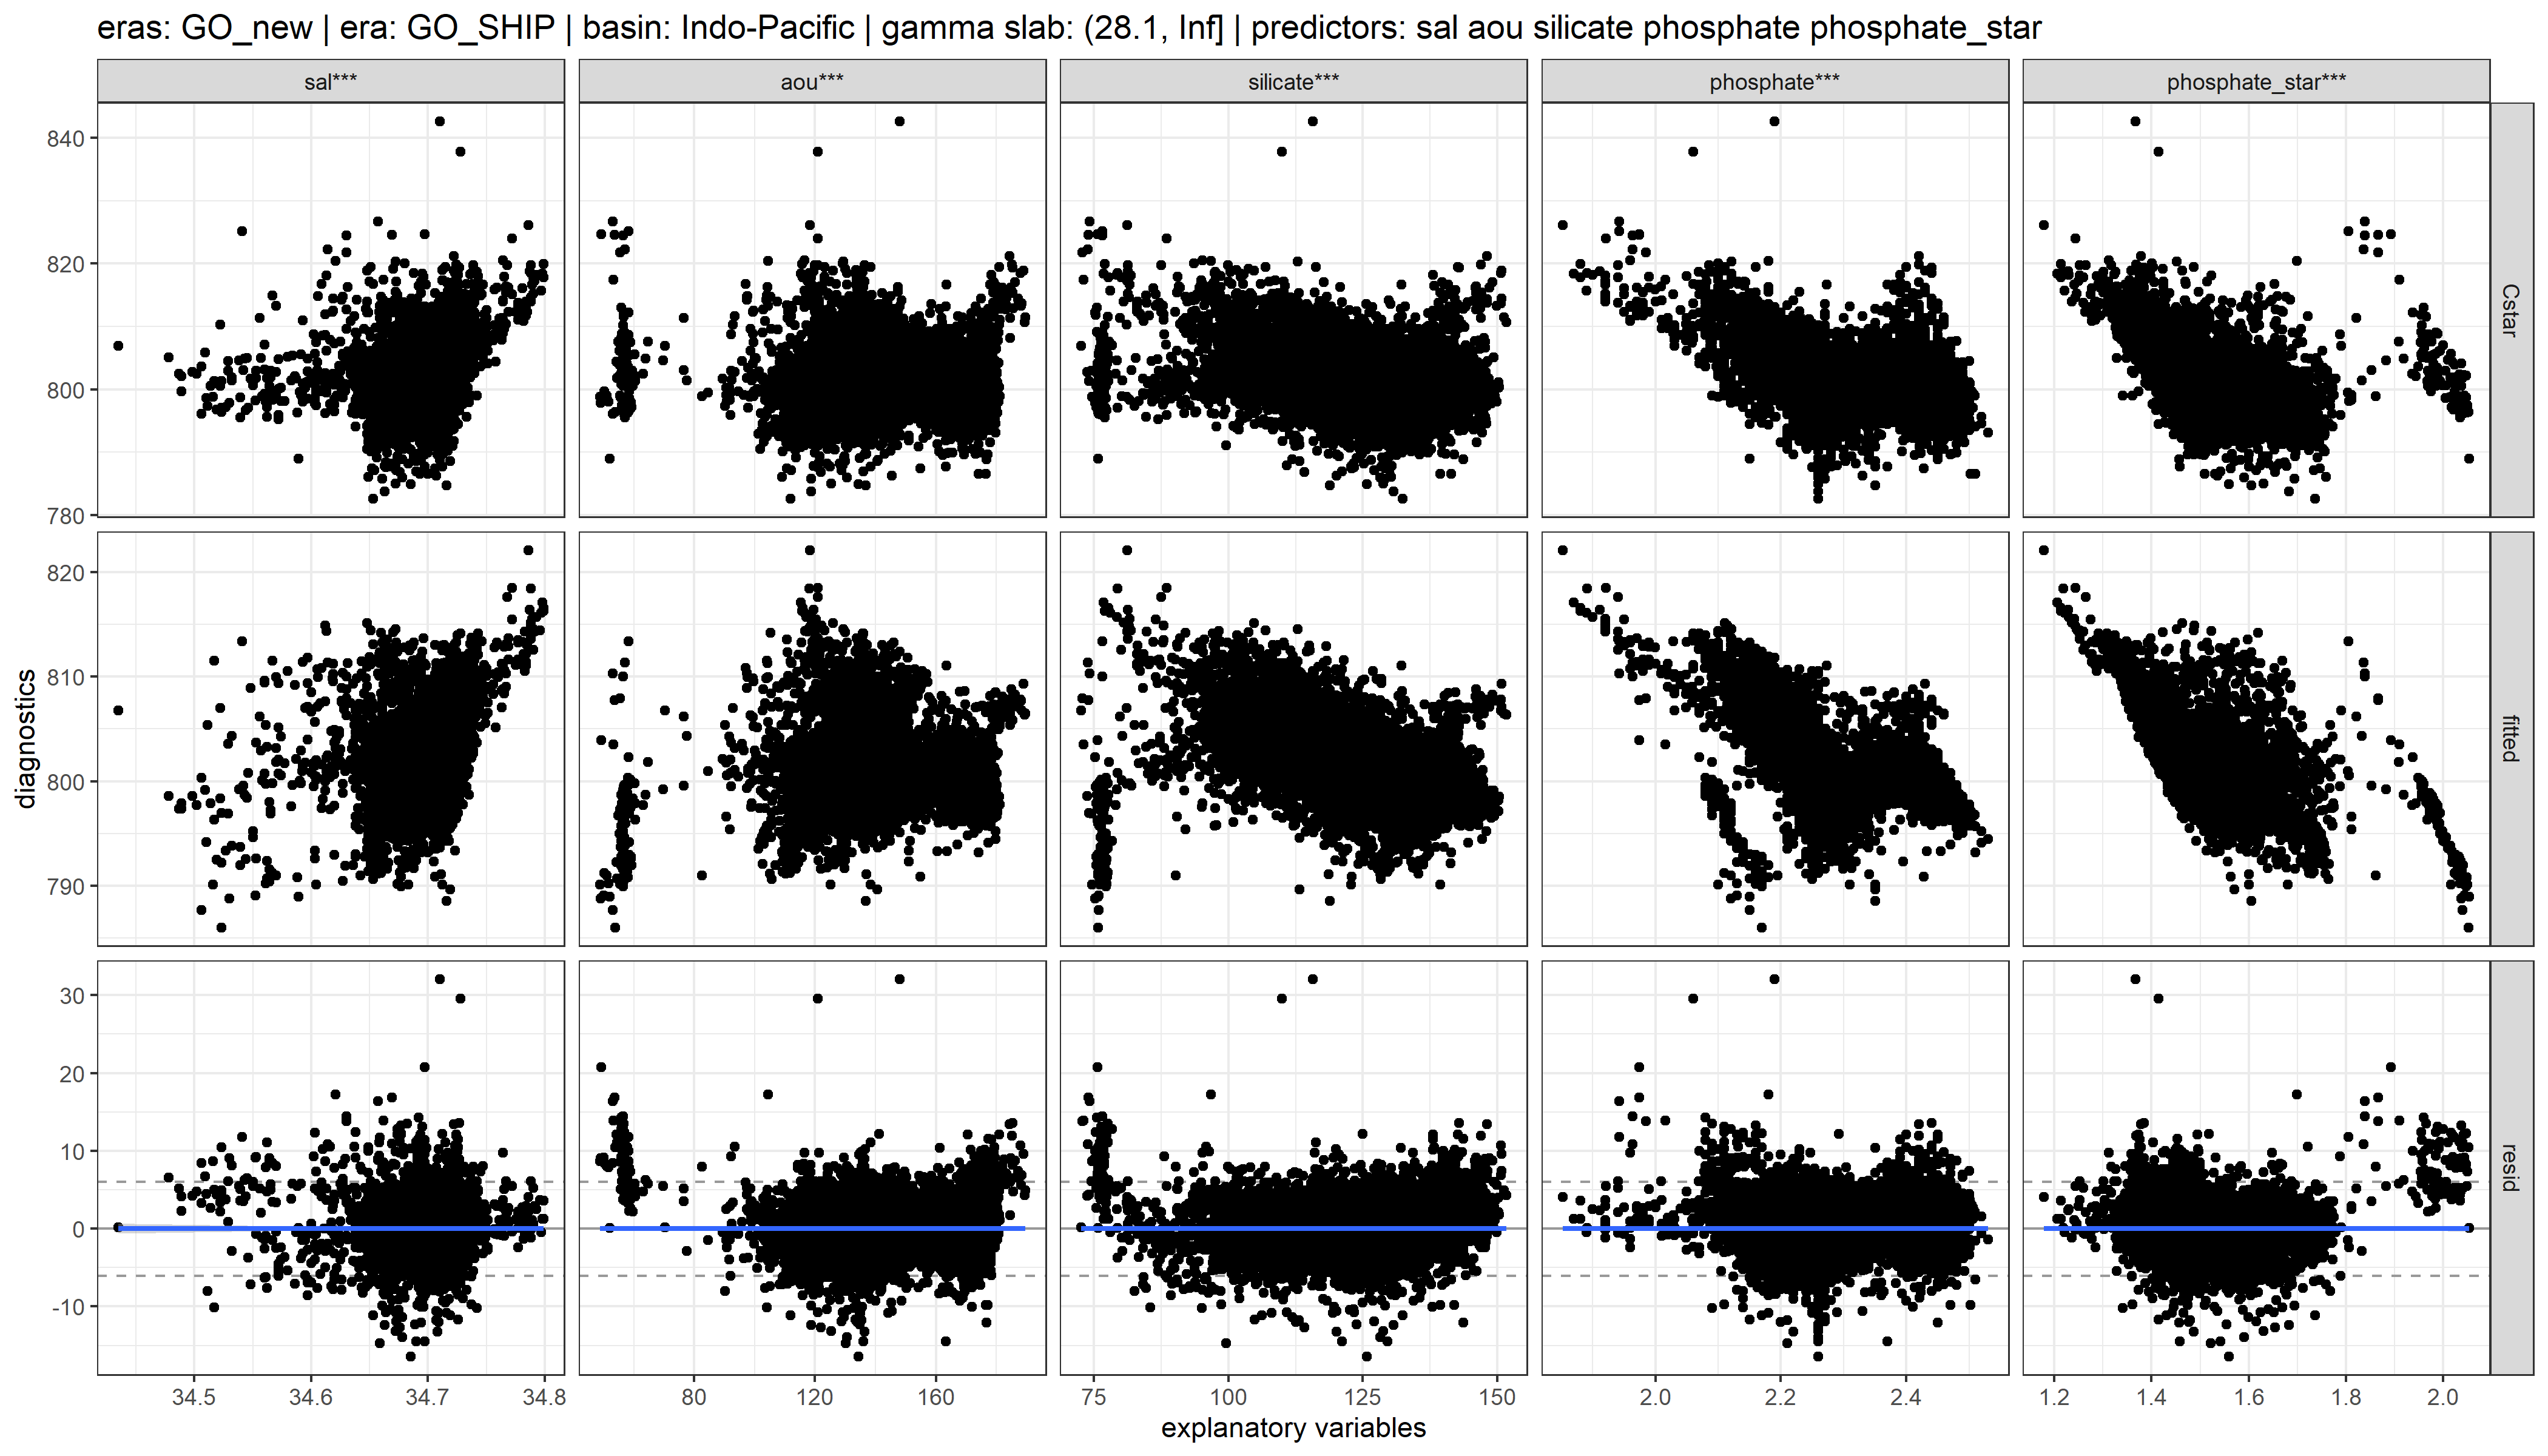 eras: GO_new | era: GO_SHIP | basin: Indo-Pacific | gamma slab: (28.1, Inf] | predictors: sal aou silicate phosphate phosphate_star
sal*** aou*** silicate*** phosphate*** phosphate_star***
840
820
800
780
Cstar
820
810
800
790
fitted
diagnostics
30
20
10
0
-10
resid
34.5 34.6 34.7 34.8 80 120 160 75 100 125 150 2.0 2.2 2.4 1.2 1.4 1.6 1.8 2.0
explanatory variables